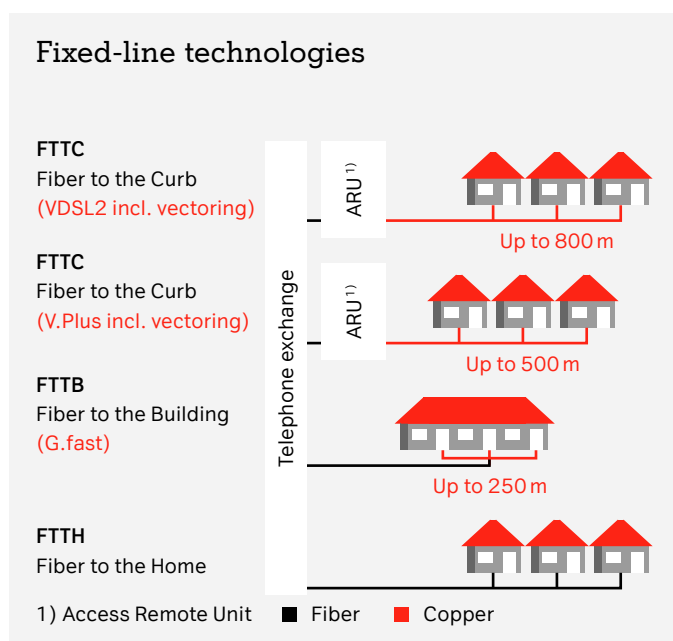 Fixed-line technologies
FTTC
Fiber to the Curb
(VDSL2 incl. vectoring)
ARU 1)
Up to 800 m
FTTC
Fiber to the Curb
(V.Plus incl. vectoring)
Telephone exchange
ARU 1)
Up to 500 m
FTTB
Fiber to the Building
(G.fast)
Up to 250 m
FTTH
Fiber to the Home
1) Access Remote Unit Fiber Copper